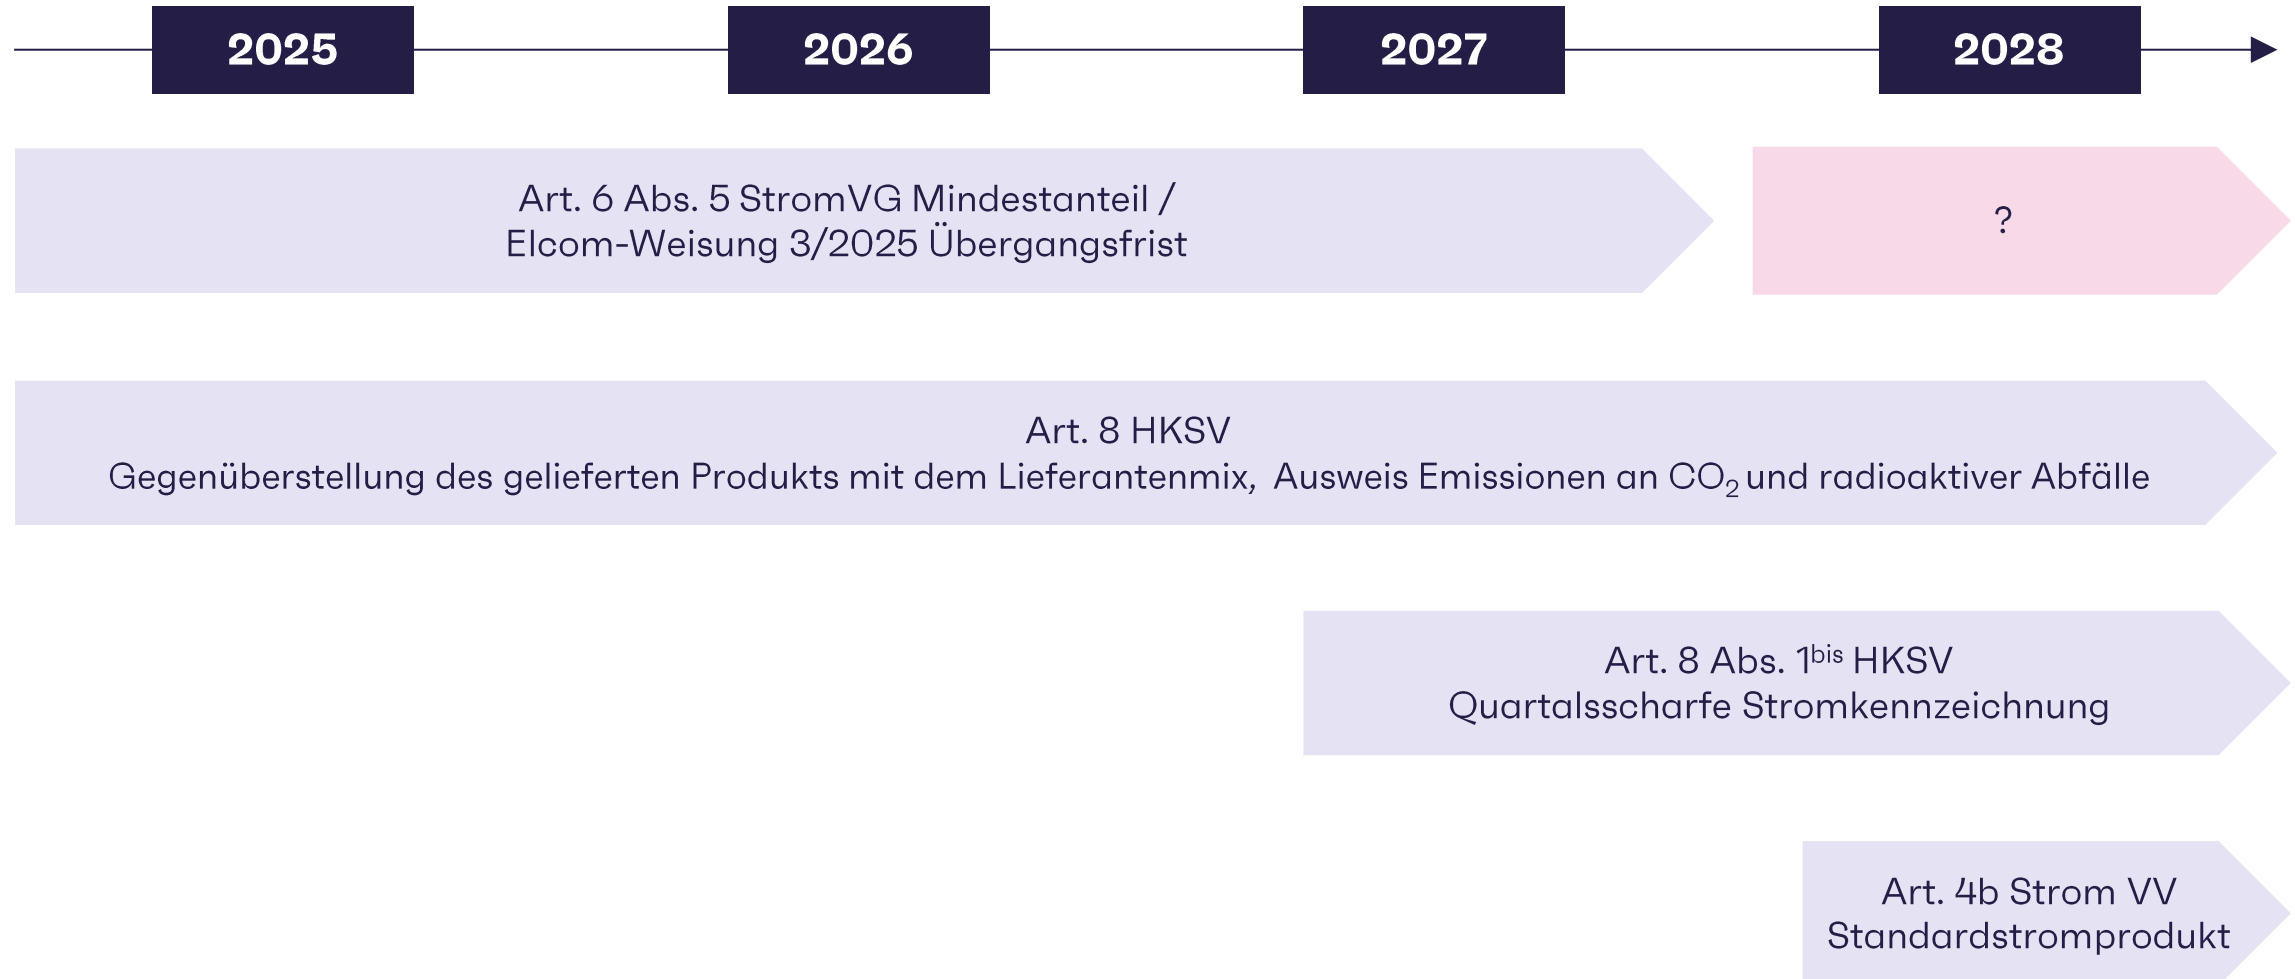 2025 2026 2027 2028
Art. 6 Abs. 5 StromVG Mindestanteil /
Elcom-Weisung 3/2025 Übergangsfrist
?
Art. 8 HKSV
Gegenüberstellung des gelieferten Produkts mit dem Lieferantenmix, Ausweis Emissionen an CO₂ und radioaktiver Abfälle
Art. 8 Abs. 1ᵇⁱˢ HKSV
Quartalsscharfe Stromkennzeichnung
Art. 4b Strom VV
Standardstromprodukt